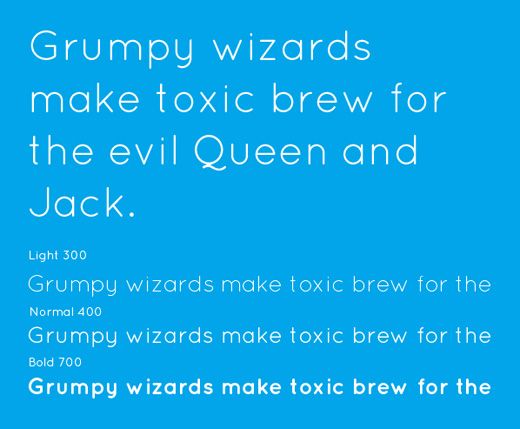 Grumpy wizards
make toxic brew for
the evil Queen and
Jack.
Light 300
Grumpy wizards make toxic brew for the
Normal 400
Grumpy wizards make toxic brew for the
Bold 700
Grumpy wizards make toxic brew for the